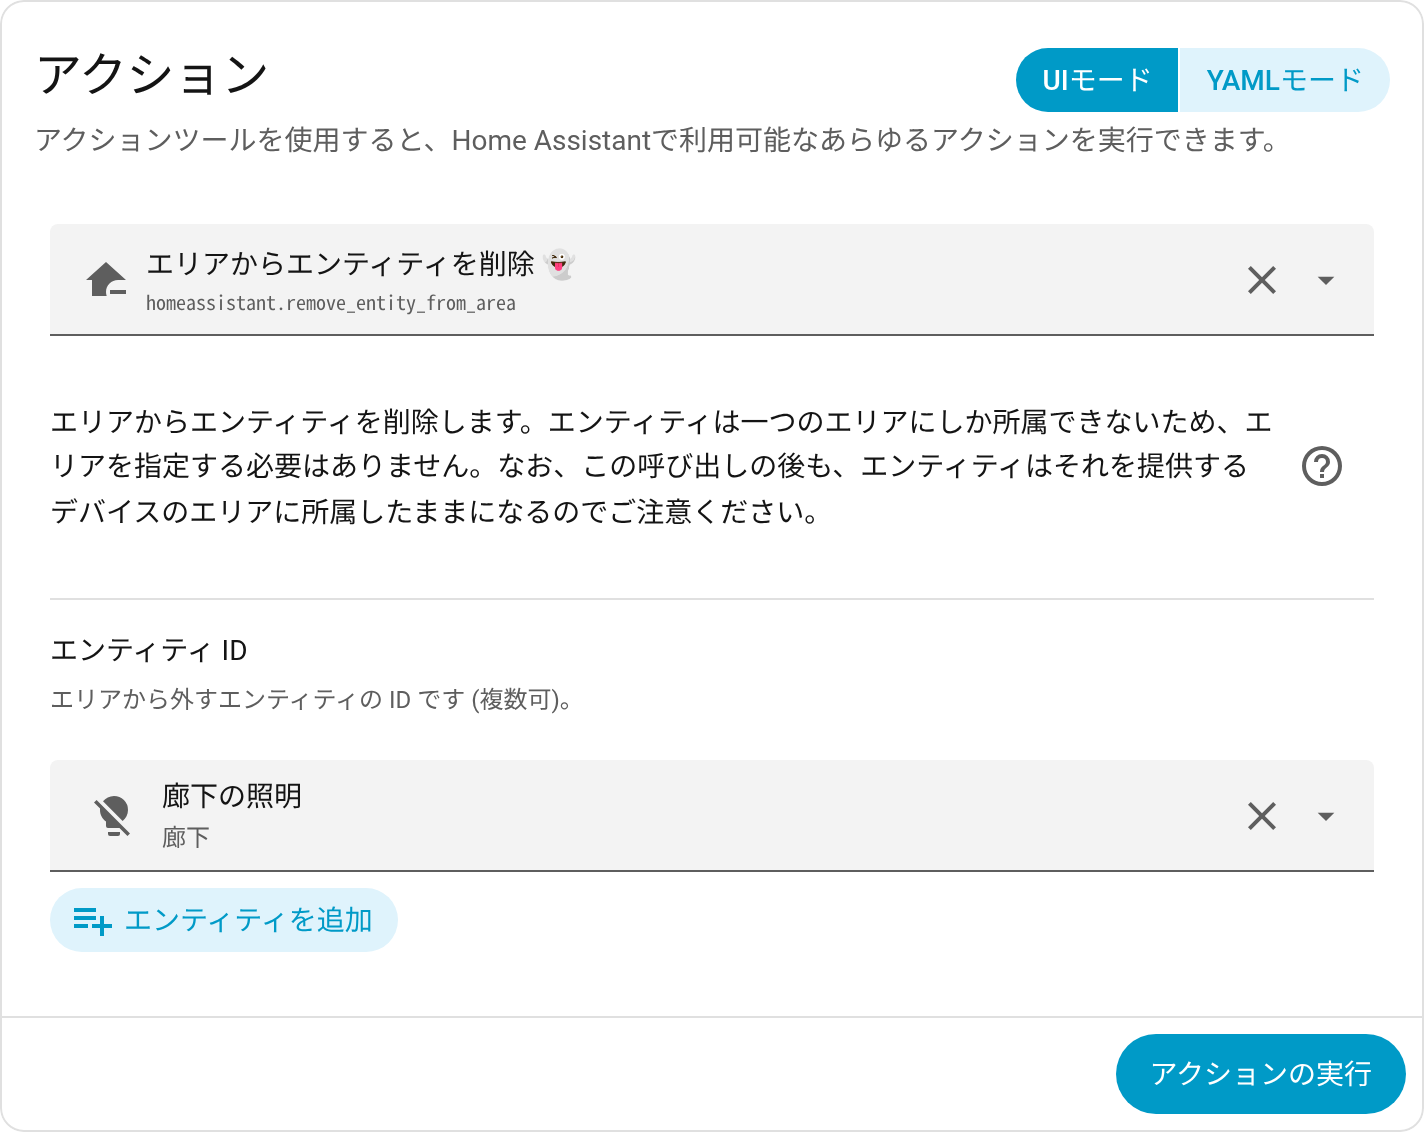 アクション
UIモード
YAMLモード
アクションツールを使用すると、Home Assistantで利用可能なあらゆるアクションを実行できます。
エリアからエンティティを削除 👻
homeassistant.remove_entity_from_area
エリアからエンティティを削除します。エンティティは一つのエリアにしか所属できないため、エ
リアを指定する必要はありません。なお、この呼び出しの後も、エンティティはそれを提供する
デバイスのエリアに所属したままになるのでご注意ください。
エンティティ ID
エリアから外すエンティティの ID です (複数可)。
廊下の照明
廊下
エンティティを追加
アクションの実行